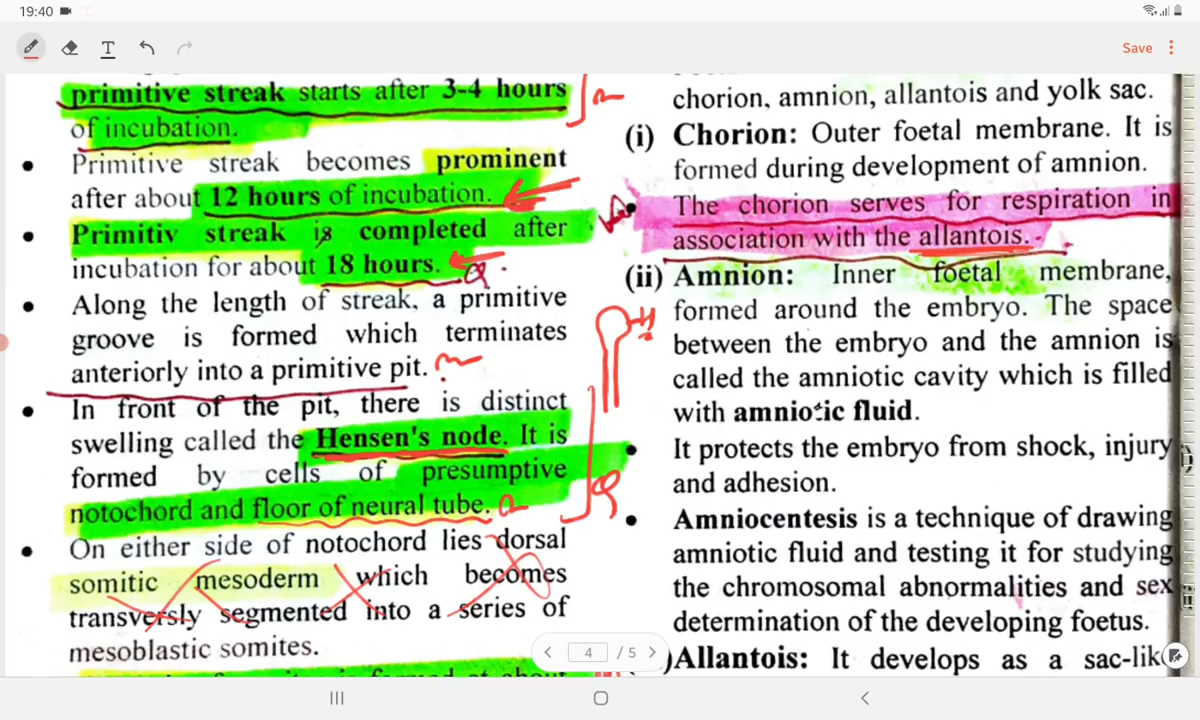 19:40
T
Save
primitive streak starts after 3-4 hours
of incubation.
• Primitive streak becomes prominent
after about 12 hours of incubation.
• Primitiv streak is completed after
incubation for about 18 hours.
• Along the length of streak, a primitive
groove is formed which terminates
anteriorly into a primitive pit.
• In front of the pit, there is distinct
swelling called the Hensen's node. It is
formed by cells of presumptive
notochord and floor of neural tube.
• On either side of notochord lies dorsal
somitic mesoderm which becomes
transversly segmented into a series of
mesoblastic somites.
chorion, amnion, allantois and yolk sac.
(i) Chorion: Outer foetal membrane. It is
formed during development of amnion.
• The chorion serves for respiration in
association with the allantois.
(ii) Amnion: Inner foetal membrane,
formed around the embryo. The space
between the embryo and the amnion is
called the amniotic cavity which is filled
with amniotic fluid.
• It protects the embryo from shock, injury
and adhesion.
• Amniocentesis is a technique of drawing
amniotic fluid and testing it for studying
the chromosomal abnormalities and sex
determination of the developing foetus.
) Allantois: It develops as a sac-lik
H
4 / 5